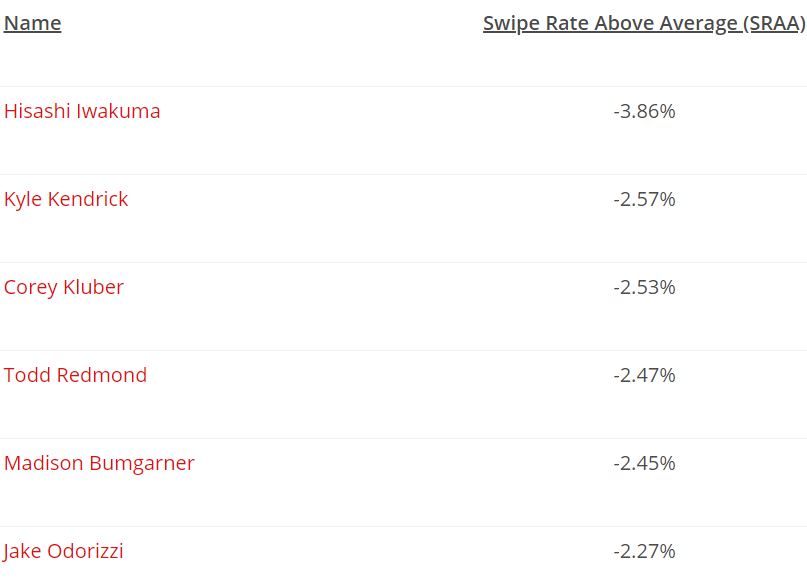 Name Swipe Rate Above Average (SRAA)
Hisashi Iwakuma -3.86%
Kyle Kendrick -2.57%
Corey Kluber -2.53%
Todd Redmond -2.47%
Madison Bumgarner -2.45%
Jake Odorizzi -2.27%